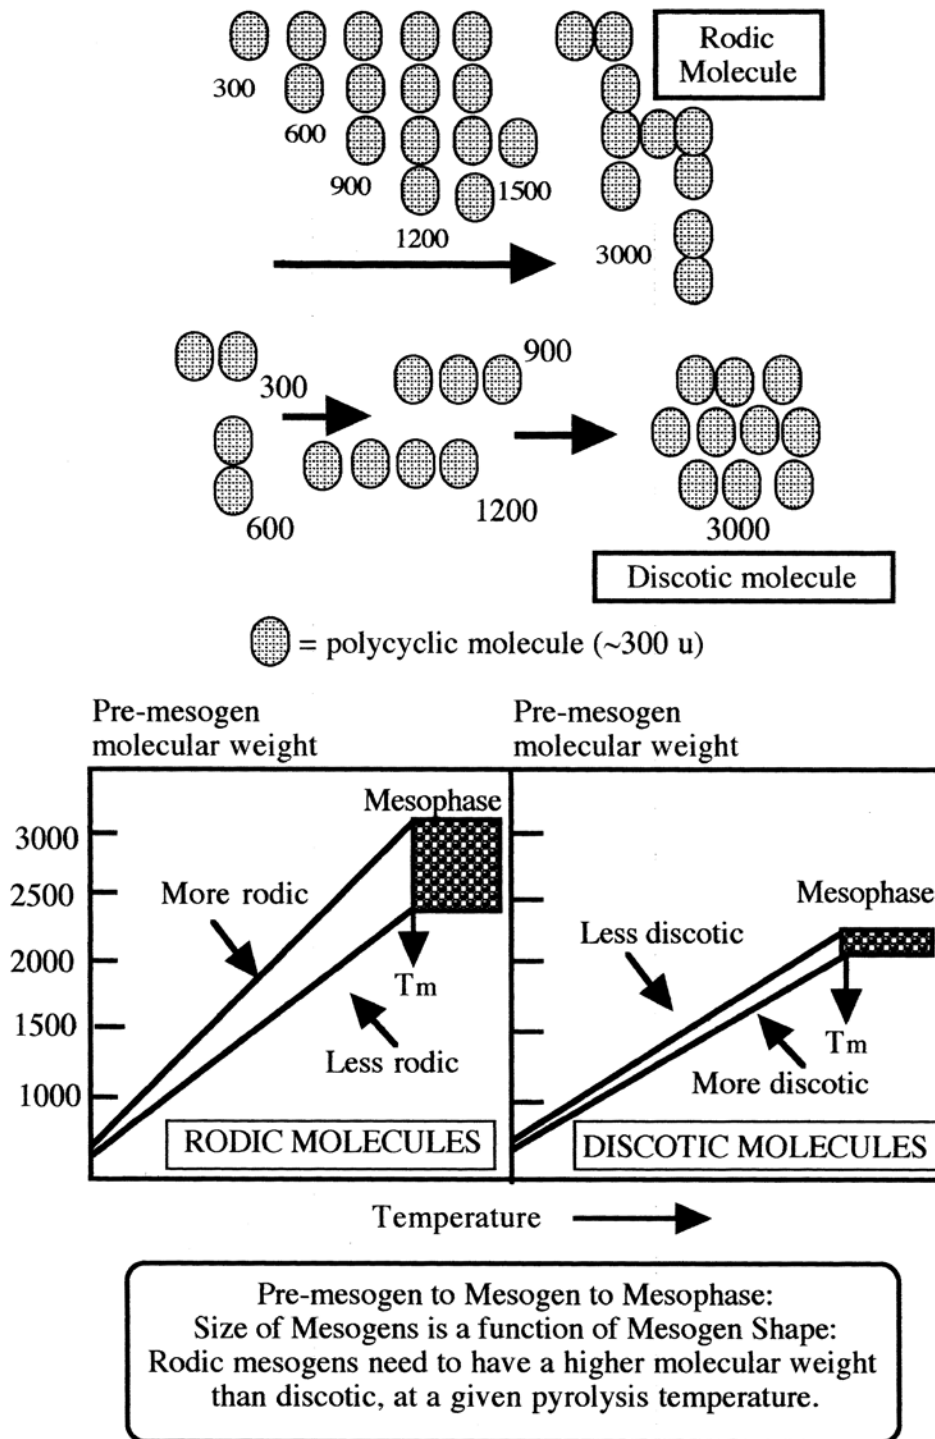 Rodic
Molecule
300
600
900
1500
1200
3000
900
300
1200
600
3000
Discotic molecule
= polycyclic molecule (~300 u)
Pre-mesogen
molecular weight
Pre-mesogen
molecular weight
Mesophase
3000
2500
More rodic
2000
Tm
1500
Less rodic
1000
RODIC MOLECULES
Mesophase
Less discotic
Tm
More discotic
DISCOTIC MOLECULES
Temperature
Pre-mesogen to Mesogen to Mesophase:
Size of Mesogens is a function of Mesogen Shape:
Rodic mesogens need to have a higher molecular weight
than discotic, at a given pyrolysis temperature.